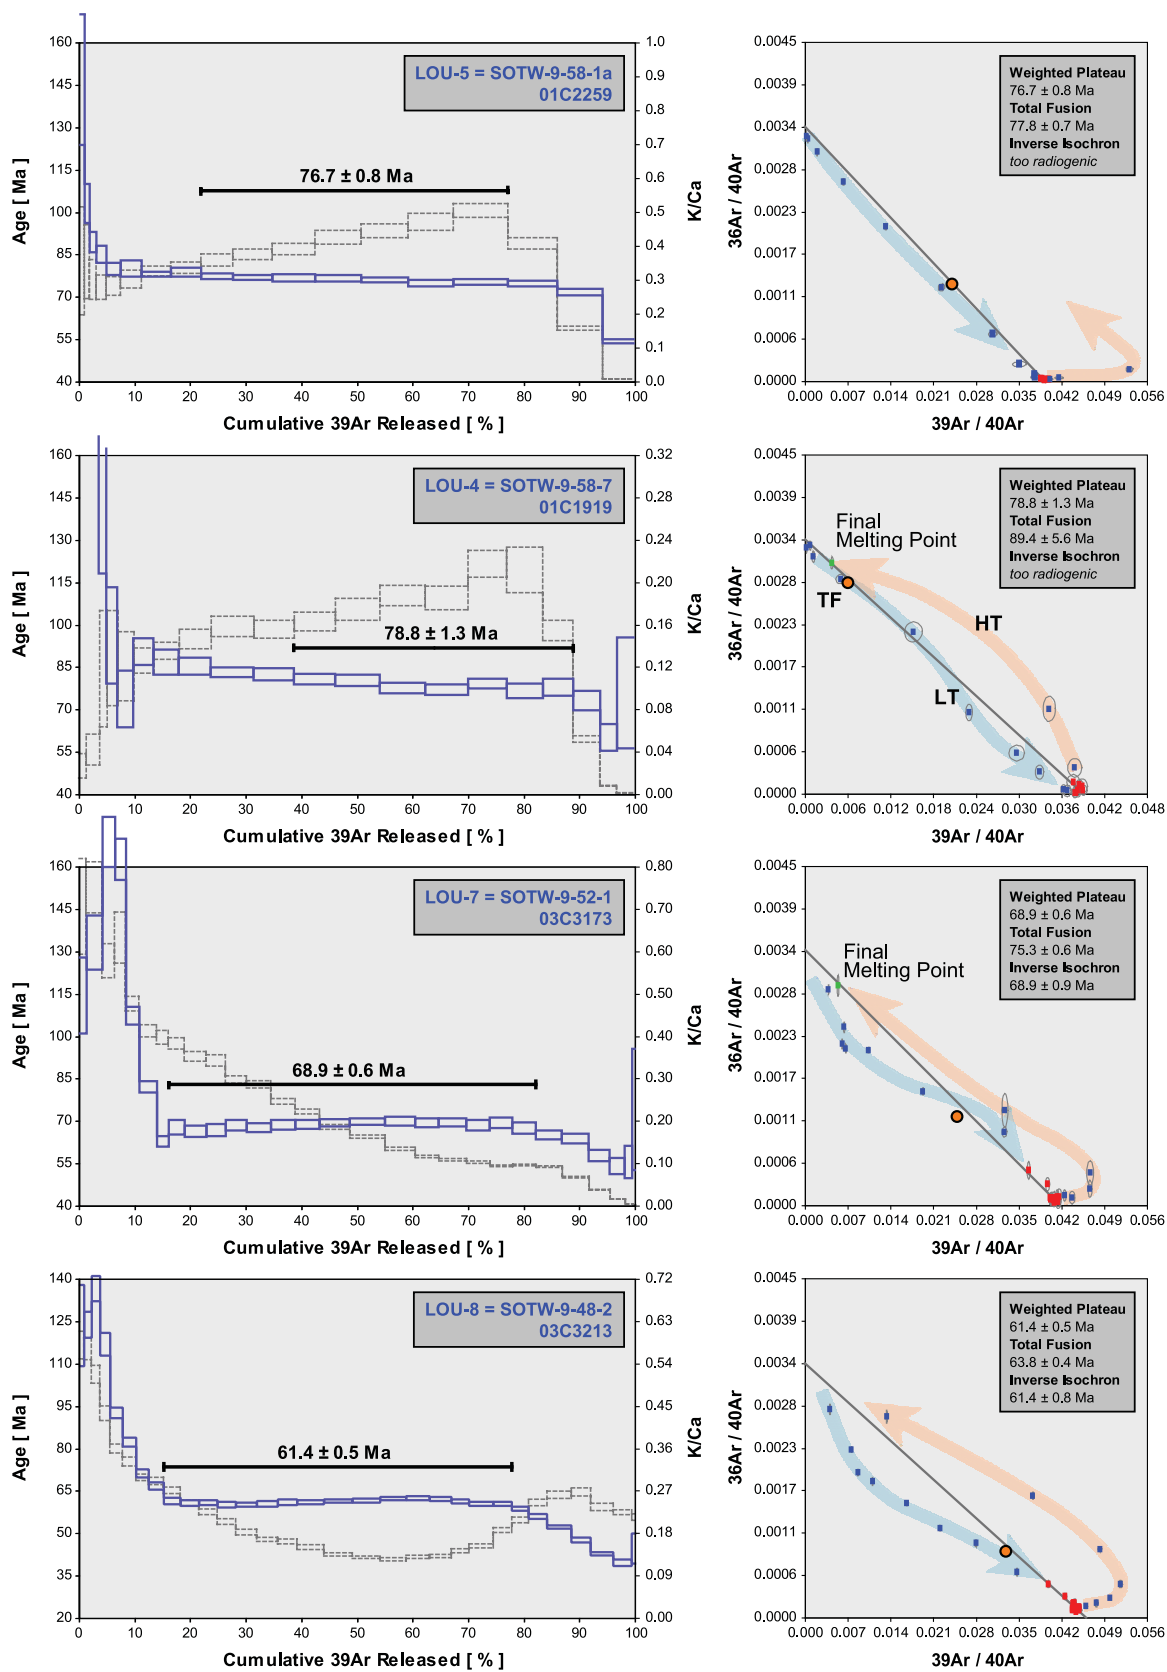 160
145
130
115
100
85
70
55
40
Age [ Ma ]
LOU-5 = SOTW-9-58-1a
01C2259
76.7 ± 0.8 Ma
1.0
0.9
0.8
0.7
0.6
0.5
0.4
0.3
0.2
0.1
0.0
K/Ca
0 10 20 30 40 50 60 70 80 90 100
Cumulative 39Ar Released [ % ]
0.0045
0.0039
0.0034
0.0028
0.0023
0.0017
0.0011
0.0006
0.0000
36Ar / 40Ar
Weighted Plateau
76.7 ± 0.8 Ma
Total Fusion
77.8 ± 0.7 Ma
Inverse Isochron
too radiogenic
0.000 0.007 0.014 0.021 0.028 0.035 0.042 0.049 0.056
39Ar / 40Ar
160
145
130
115
100
85
70
55
40
Age [ Ma ]
LOU-4 = SOTW-9-58-7
01C1919
78.8 ± 1.3 Ma
0.32
0.28
0.24
0.20
0.16
0.12
0.08
0.04
0.00
K/Ca
0 10 20 30 40 50 60 70 80 90 100
Cumulative 39Ar Released [ % ]
0.0045
0.0039
0.0034
0.0028
0.0023
0.0017
0.0011
0.0006
0.0000
36Ar / 40Ar
Weighted Plateau
78.8 ± 1.3 Ma
Total Fusion
89.4 ± 5.6 Ma
Inverse Isochron
too radiogenic
Final
Melting Point
TF
HT
LT
0.000 0.006 0.012 0.018 0.024 0.030 0.036 0.042 0.048
39Ar / 40Ar
160
145
130
115
100
85
70
55
40
Age [ Ma ]
LOU-7 = SOTW-9-52-1
03C3173
68.9 ± 0.6 Ma
0.80
0.70
0.60
0.50
0.40
0.30
0.20
0.10
0.00
K/Ca
0 10 20 30 40 50 60 70 80 90 100
Cumulative 39Ar Released [ % ]
0.0045
0.0039
0.0034
0.0028
0.0023
0.0017
0.0011
0.0006
0.0000
36Ar / 40Ar
Weighted Plateau
68.9 ± 0.6 Ma
Total Fusion
75.3 ± 0.6 Ma
Inverse Isochron
68.9 ± 0.9 Ma
Final
Melting Point
0.000 0.007 0.014 0.021 0.028 0.035 0.042 0.049 0.056
39Ar / 40Ar
140
125
110
95
80
65
50
35
20
Age [ Ma ]
LOU-8 = SOTW-9-48-2
03C3213
61.4 ± 0.5 Ma
0.72
0.63
0.54
0.45
0.36
0.27
0.18
0.09
0.00
K/Ca
0 10 20 30 40 50 60 70 80 90 100
Cumulative 39Ar Released [ % ]
0.0045
0.0039
0.0034
0.0028
0.0023
0.0017
0.0011
0.0006
0.0000
36Ar / 40Ar
Weighted Plateau
61.4 ± 0.5 Ma
Total Fusion
63.8 ± 0.4 Ma
Inverse Isochron
61.4 ± 0.8 Ma
0.000 0.007 0.014 0.021 0.028 0.035 0.042 0.049 0.056
39Ar / 40Ar